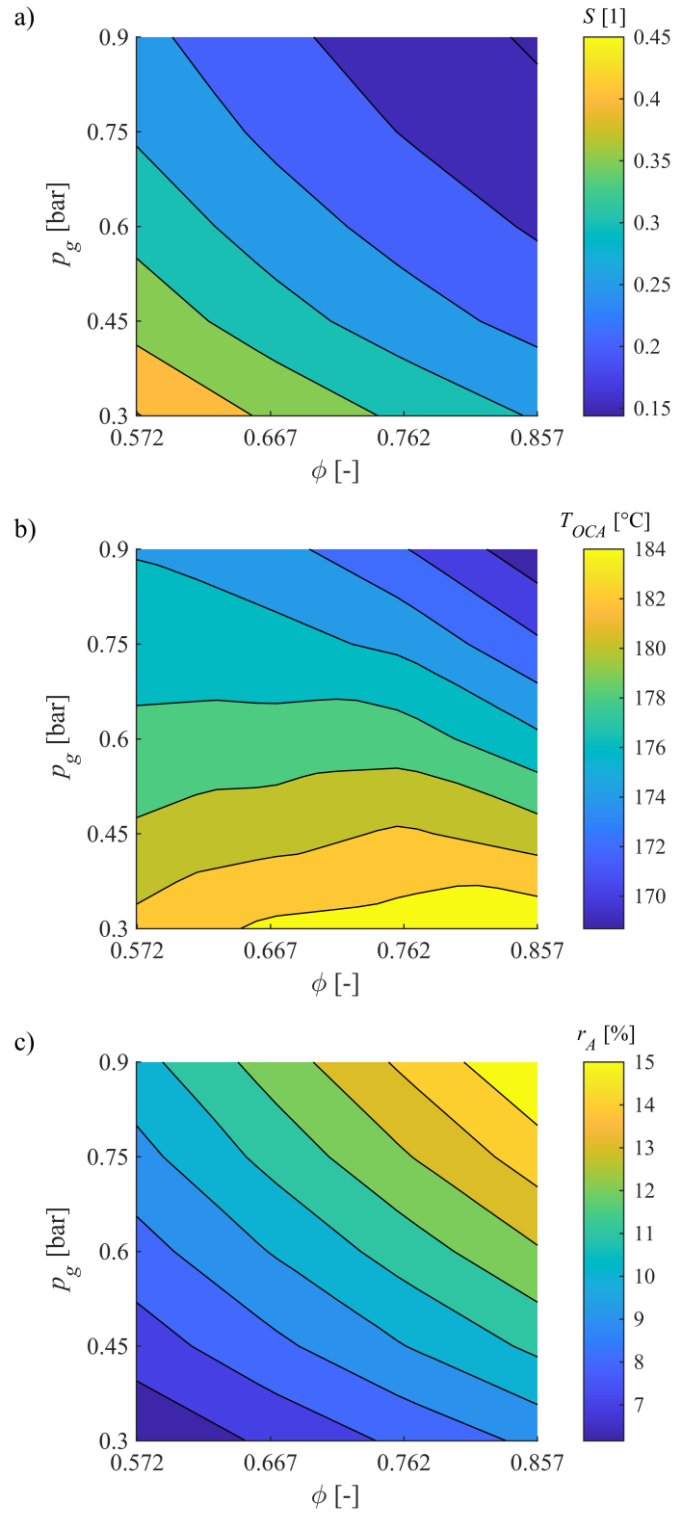 a)
S [1]
0.9
0.75
0.6
0.45
0.3
p_g [bar]
0.572 0.667 0.762 0.857
ϕ [-]
0.45
0.4
0.35
0.3
0.25
0.2
0.15
b)
T_OCA [°C]
0.9
0.75
0.6
0.45
0.3
p_g [bar]
0.572 0.667 0.762 0.857
ϕ [-]
184
182
180
178
176
174
172
170
c)
r_A [%]
0.9
0.75
0.6
0.45
0.3
p_g [bar]
0.572 0.667 0.762 0.857
ϕ [-]
15
14
13
12
11
10
9
8
7